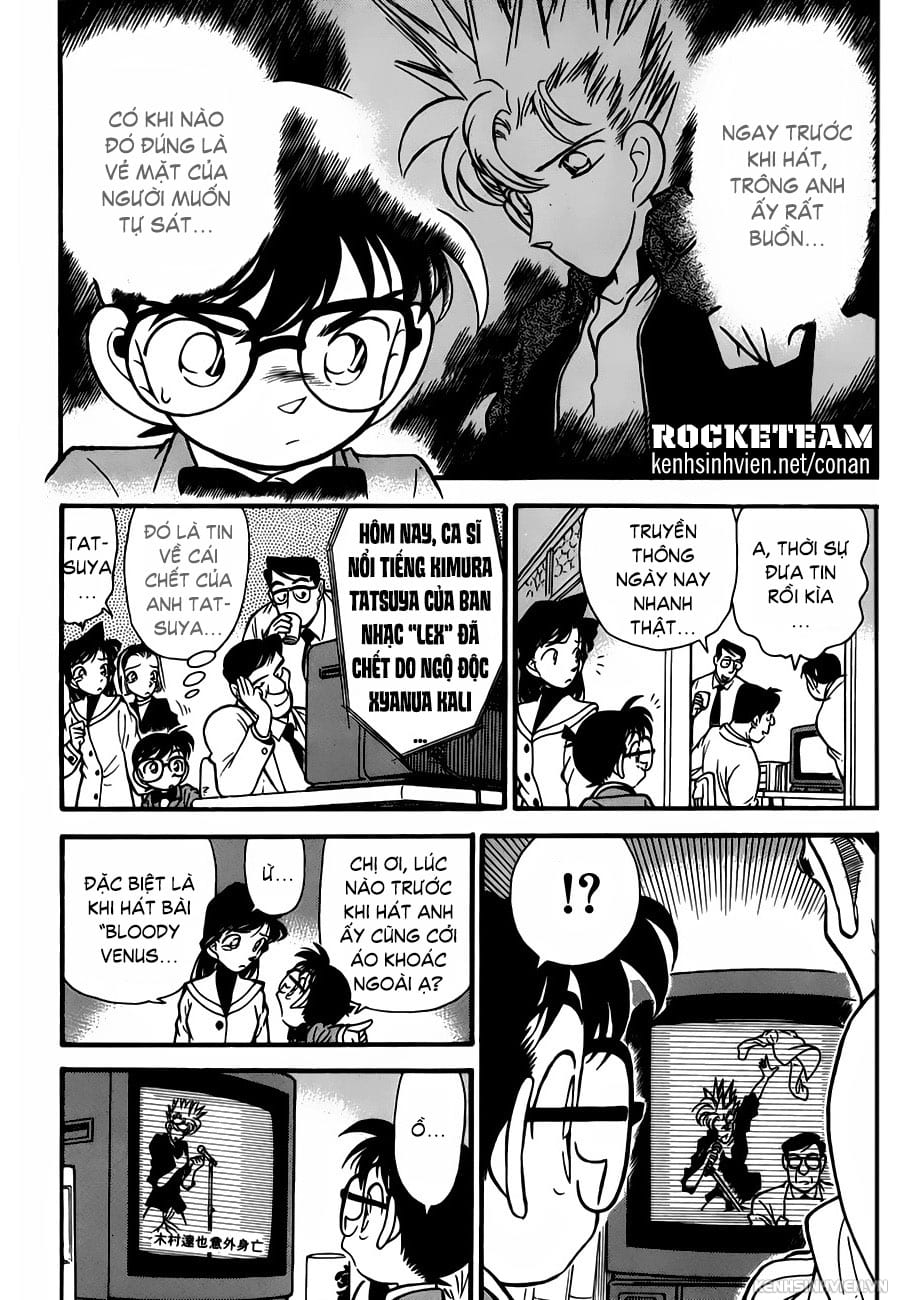 NGAY TRƯỚC
KHI HÁT,
TRÔNG ANH
ẤY RẤT
BUỒN...
CÓ KHI NÀO
ĐÓ ĐÚNG LÀ
VẺ MẶT CỦA
NGƯỜI MUỐN
TỰ SÁT...
ROCKETEAM
kenhsinhvien.net/conan
A, THỜI SỰ
ĐƯA TIN
RỒI KÌA
...
TRUYỀN
THÔNG
NGÀY NAY
NHANH
THẬT...
HÔM NAY, CA SĨ
NỔI TIẾNG KIMURA
TATSUYA CỦA BAN
NHẠC "LEX" ĐÃ
CHẾT DO NGỘ ĐỘC
XYANUA KALI
...
ĐÓ LÀ TIN
VỀ CÁI
CHẾT CỦA
ANH TAT-
SUYA...
TAT-
SUYA
...
?
!?
CHỊ ƠI, LÚC
NÀO TRƯỚC
KHI HÁT ANH
ẤY CŨNG CỞI
ÁO KHOÁC
NGOÀI Ạ?
Ừ...
ĐẶC BIỆT LÀ
KHI HÁT BÀI
"BLOODY
VENUS...
Ồ...
木村達也意外身亡
KENHSINHVIEN.VN